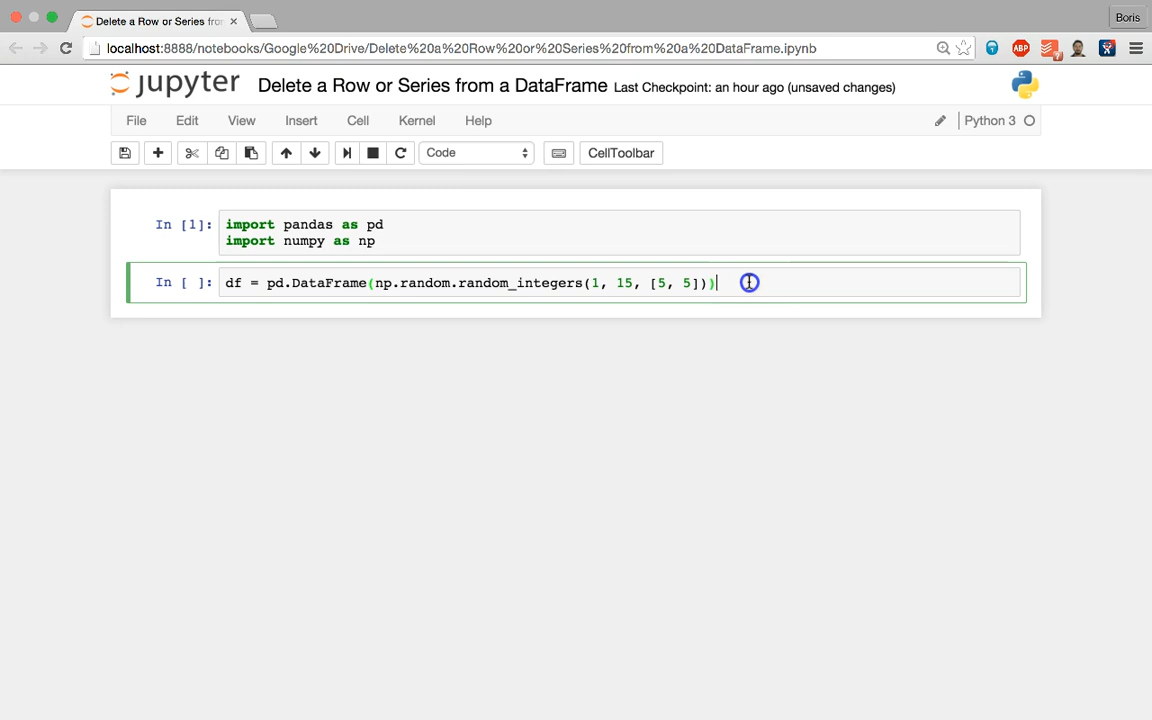 Delete a Row or Series fro
Boris
localhost:8888/notebooks/Google%20Drive/Delete%20a%20Row%20or%20Series%20from%20a%20DataFrame.ipynb
ABP
7
jupyter Delete a Row or Series from a DataFrame Last Checkpoint: an hour ago (unsaved changes)
File Edit View Insert Cell Kernel Help Python 3
Code CellToolbar
In [1]: import pandas as pd
import numpy as np
In [ ]: df = pd.DataFrame(np.random.random_integers(1, 15, [5, 5]))